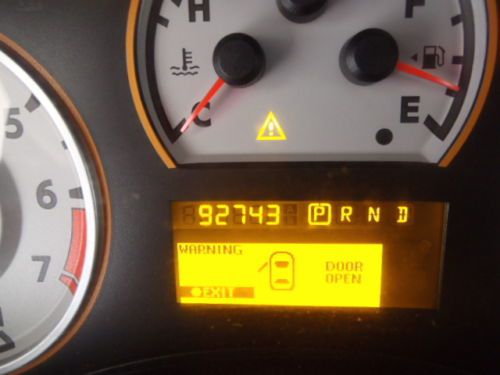 H
F
C
E
5
6
7
92743 P R N D
WARNING
DOOR
OPEN
EXIT